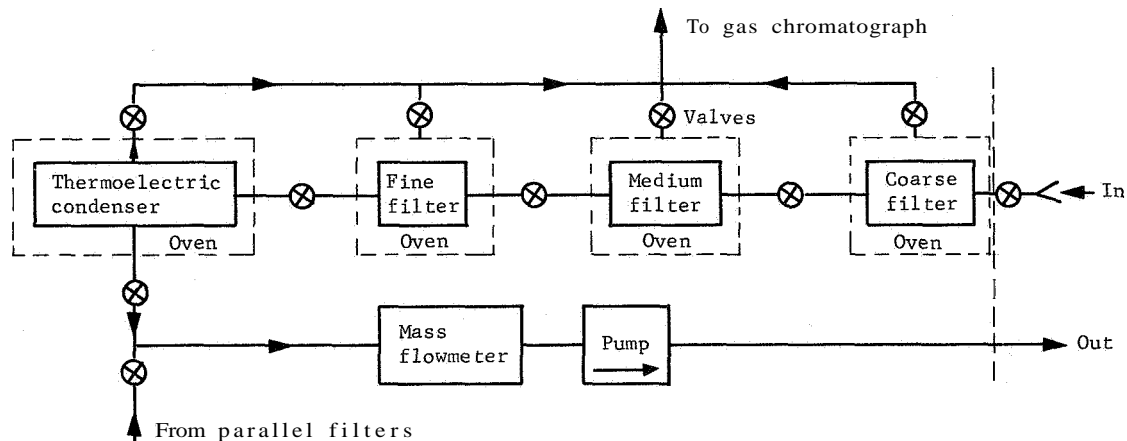 To gas chromatograph
Valves
Thermoelectric
condenser
Oven
Fine
filter
Oven
Medium
filter
Oven
Coarse
filter
Oven
In
Mass
flowmeter
Pump
Out
From parallel filters